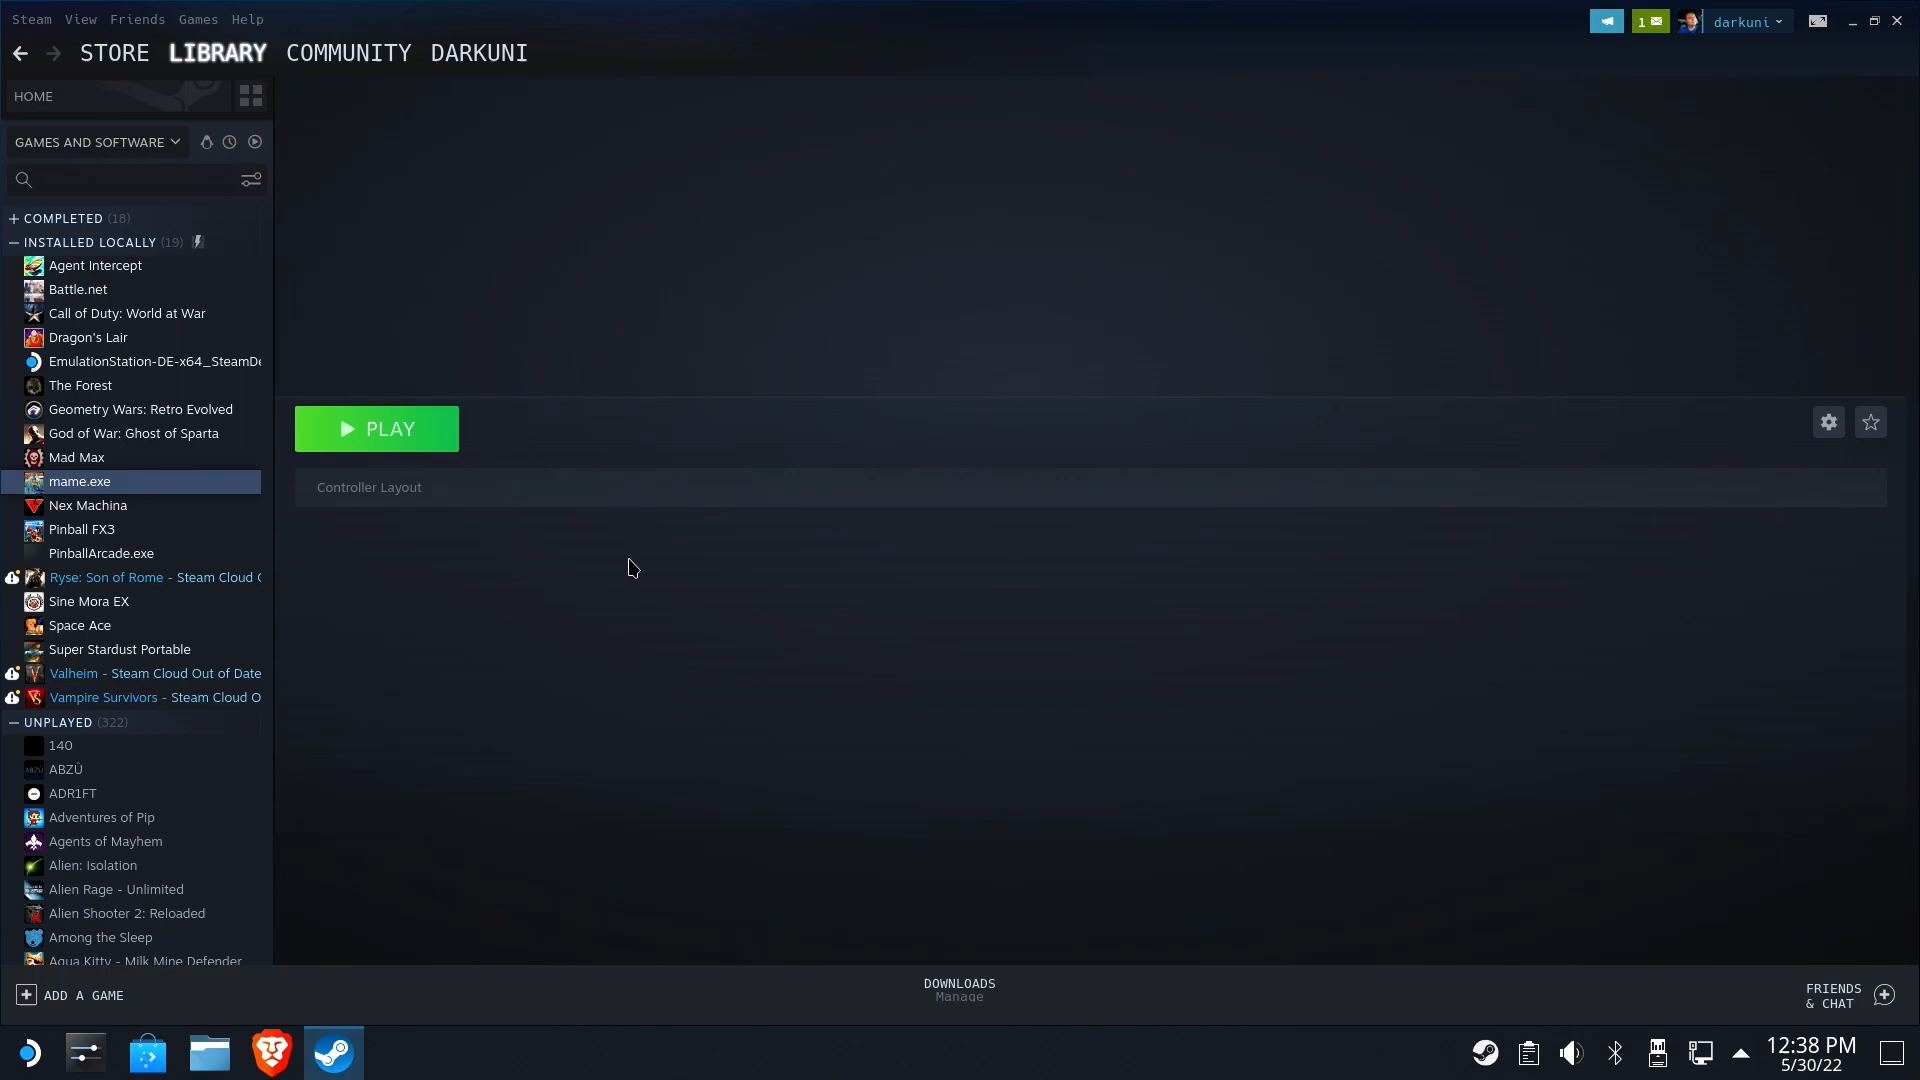 Steam View Friends Games Help
1
darkuni
STORE LIBRARY COMMUNITY DARKUNI
HOME
GAMES AND SOFTWARE
+ COMPLETED (18)
— INSTALLED LOCALLY (19)
Agent Intercept
Battle.net
Call of Duty: World at War
Dragon's Lair
EmulationStation-DE-x64_SteamDe
The Forest
Geometry Wars: Retro Evolved
God of War: Ghost of Sparta
Mad Max
mame.exe
Nex Machina
Pinball FX3
PinballArcade.exe
Ryse: Son of Rome - Steam Cloud O
Sine Mora EX
Space Ace
Super Stardust Portable
Valheim - Steam Cloud Out of Date
Vampire Survivors - Steam Cloud O
— UNPLAYED (322)
140
ABZÛ
ADR1FT
Adventures of Pip
Agents of Mayhem
Alien: Isolation
Alien Rage - Unlimited
Alien Shooter 2: Reloaded
Among the Sleep
Aqua Kitty - Milk Mine Defender
PLAY
Controller Layout
ADD A GAME
DOWNLOADS
Manage
FRIENDS
& CHAT
12:38 PM
5/30/22